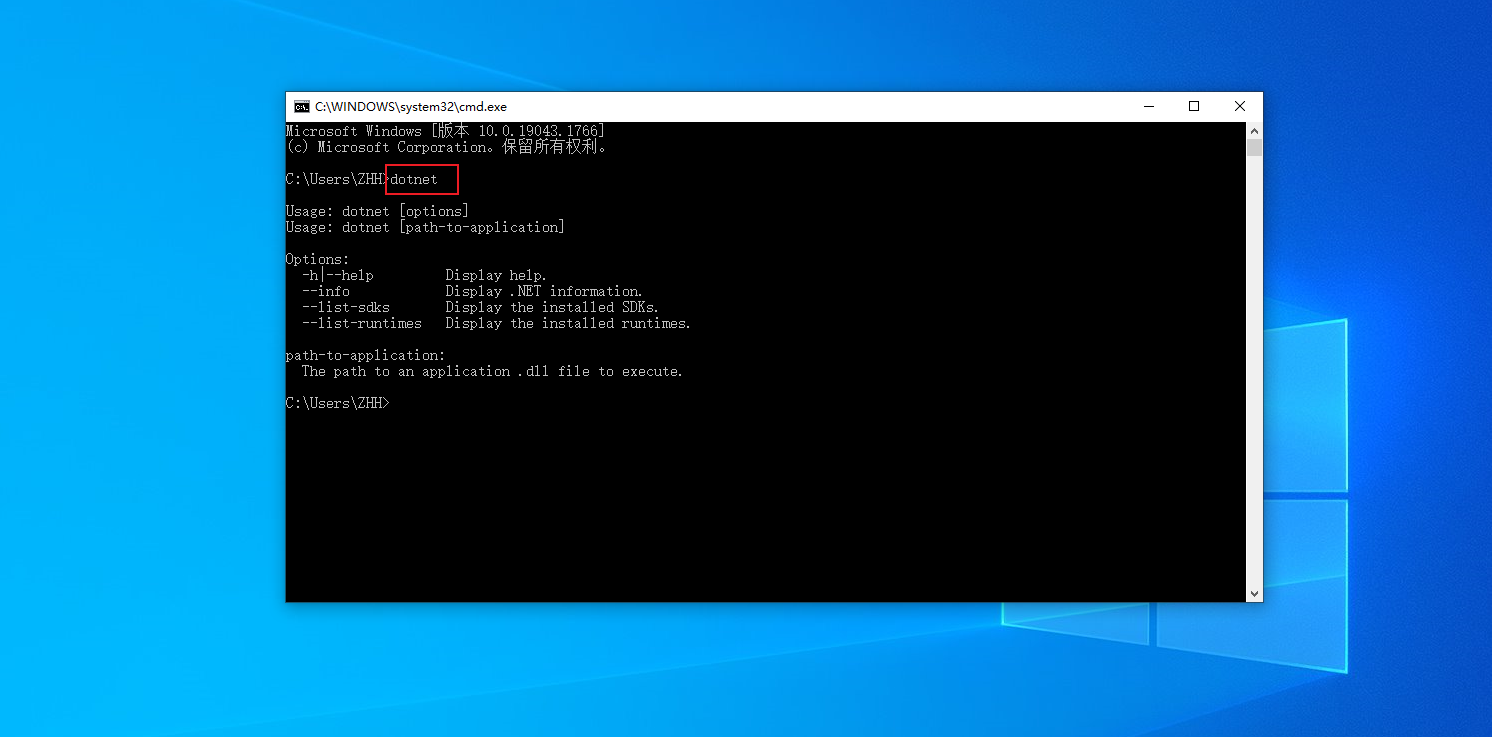 C:\WINDOWS\system32\cmd.exe
Microsoft Windows [版本 10.0.19043.1766]
(c) Microsoft Corporation。保留所有权利。
C:\Users\ZHH>dotnet
Usage: dotnet [options]
Usage: dotnet [path-to-application]
Options:
-h|--help Display help.
--info Display .NET information.
--list-sdks Display the installed SDKs.
--list-runtimes Display the installed runtimes.
path-to-application:
The path to an application .dll file to execute.
C:\Users\ZHH>